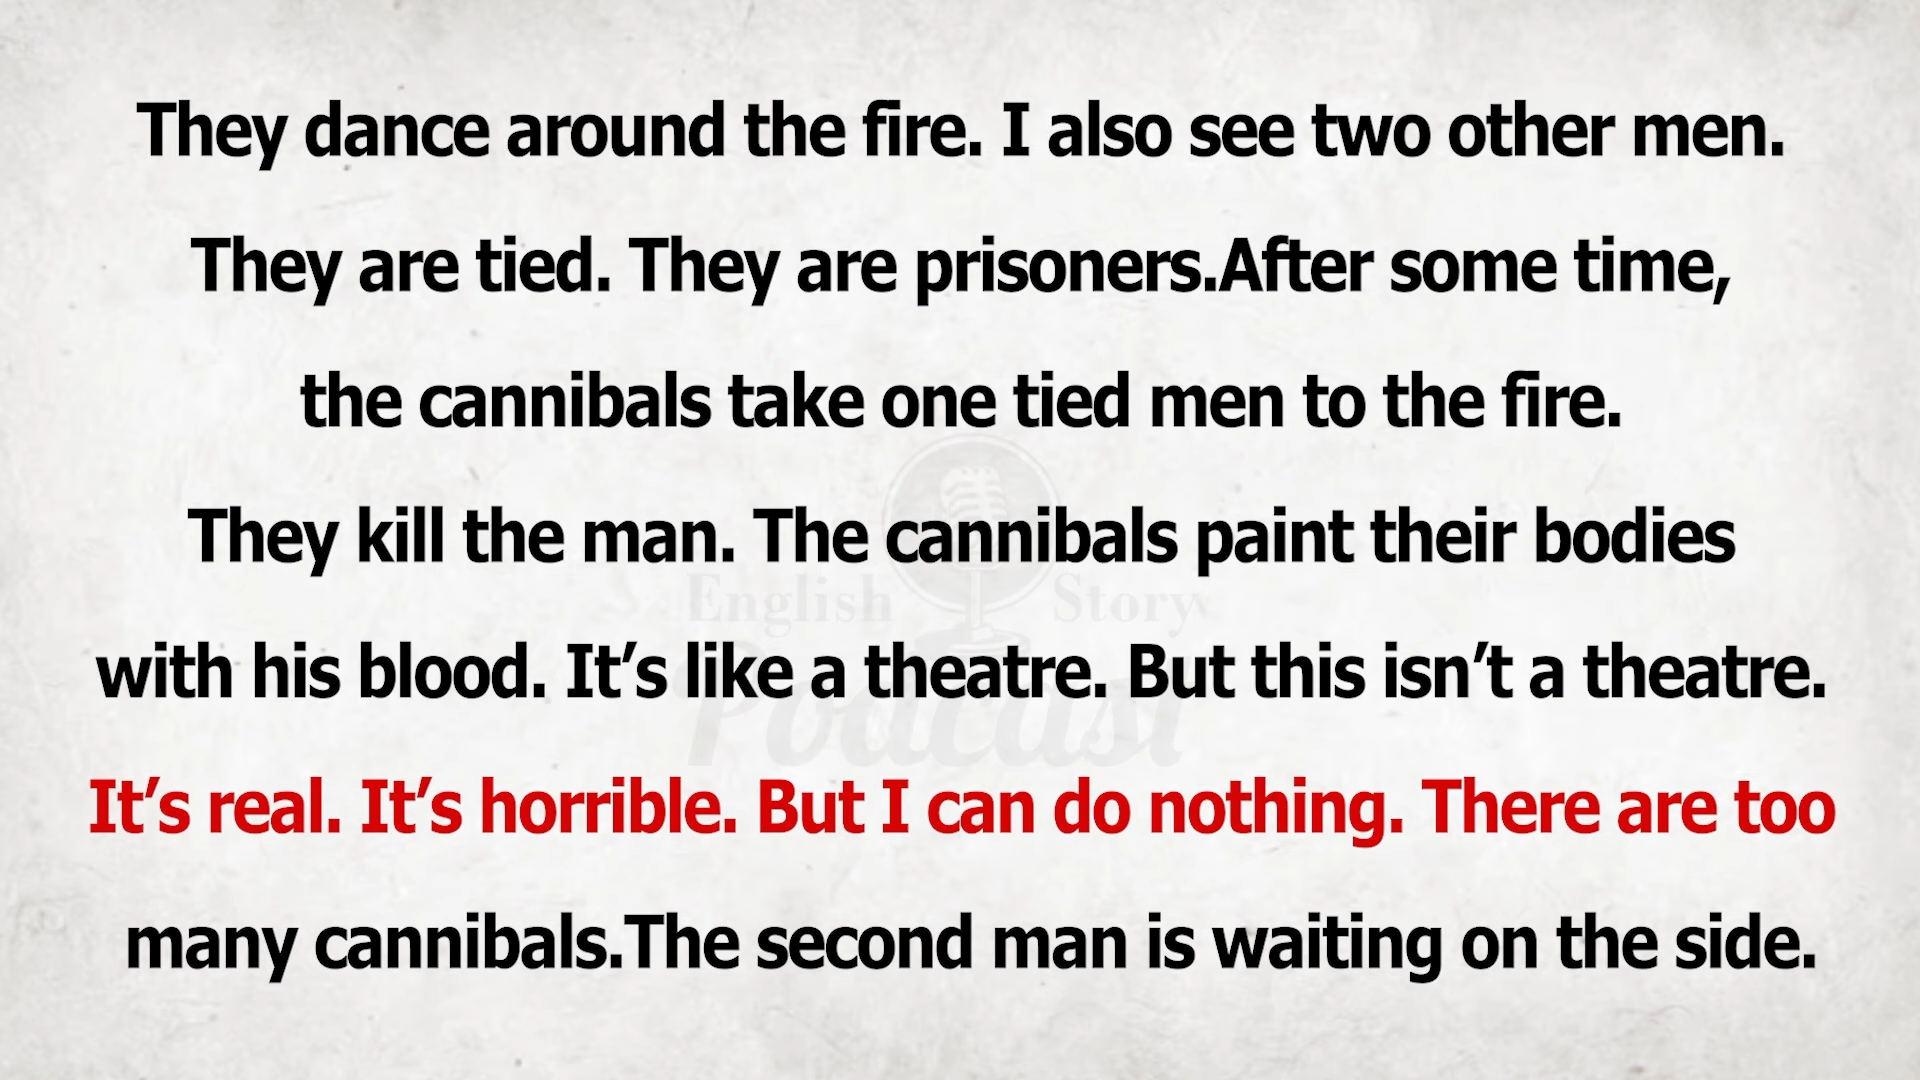 They dance around the fire. I also see two other men.
They are tied. They are prisoners.After some time,
the cannibals take one tied men to the fire.
They kill the man. The cannibals paint their bodies
English Story
with his blood. It’s like a theatre. But this isn’t a theatre.
Podcast
It’s real. It’s horrible. But I can do nothing. There are too
many cannibals.The second man is waiting on the side.